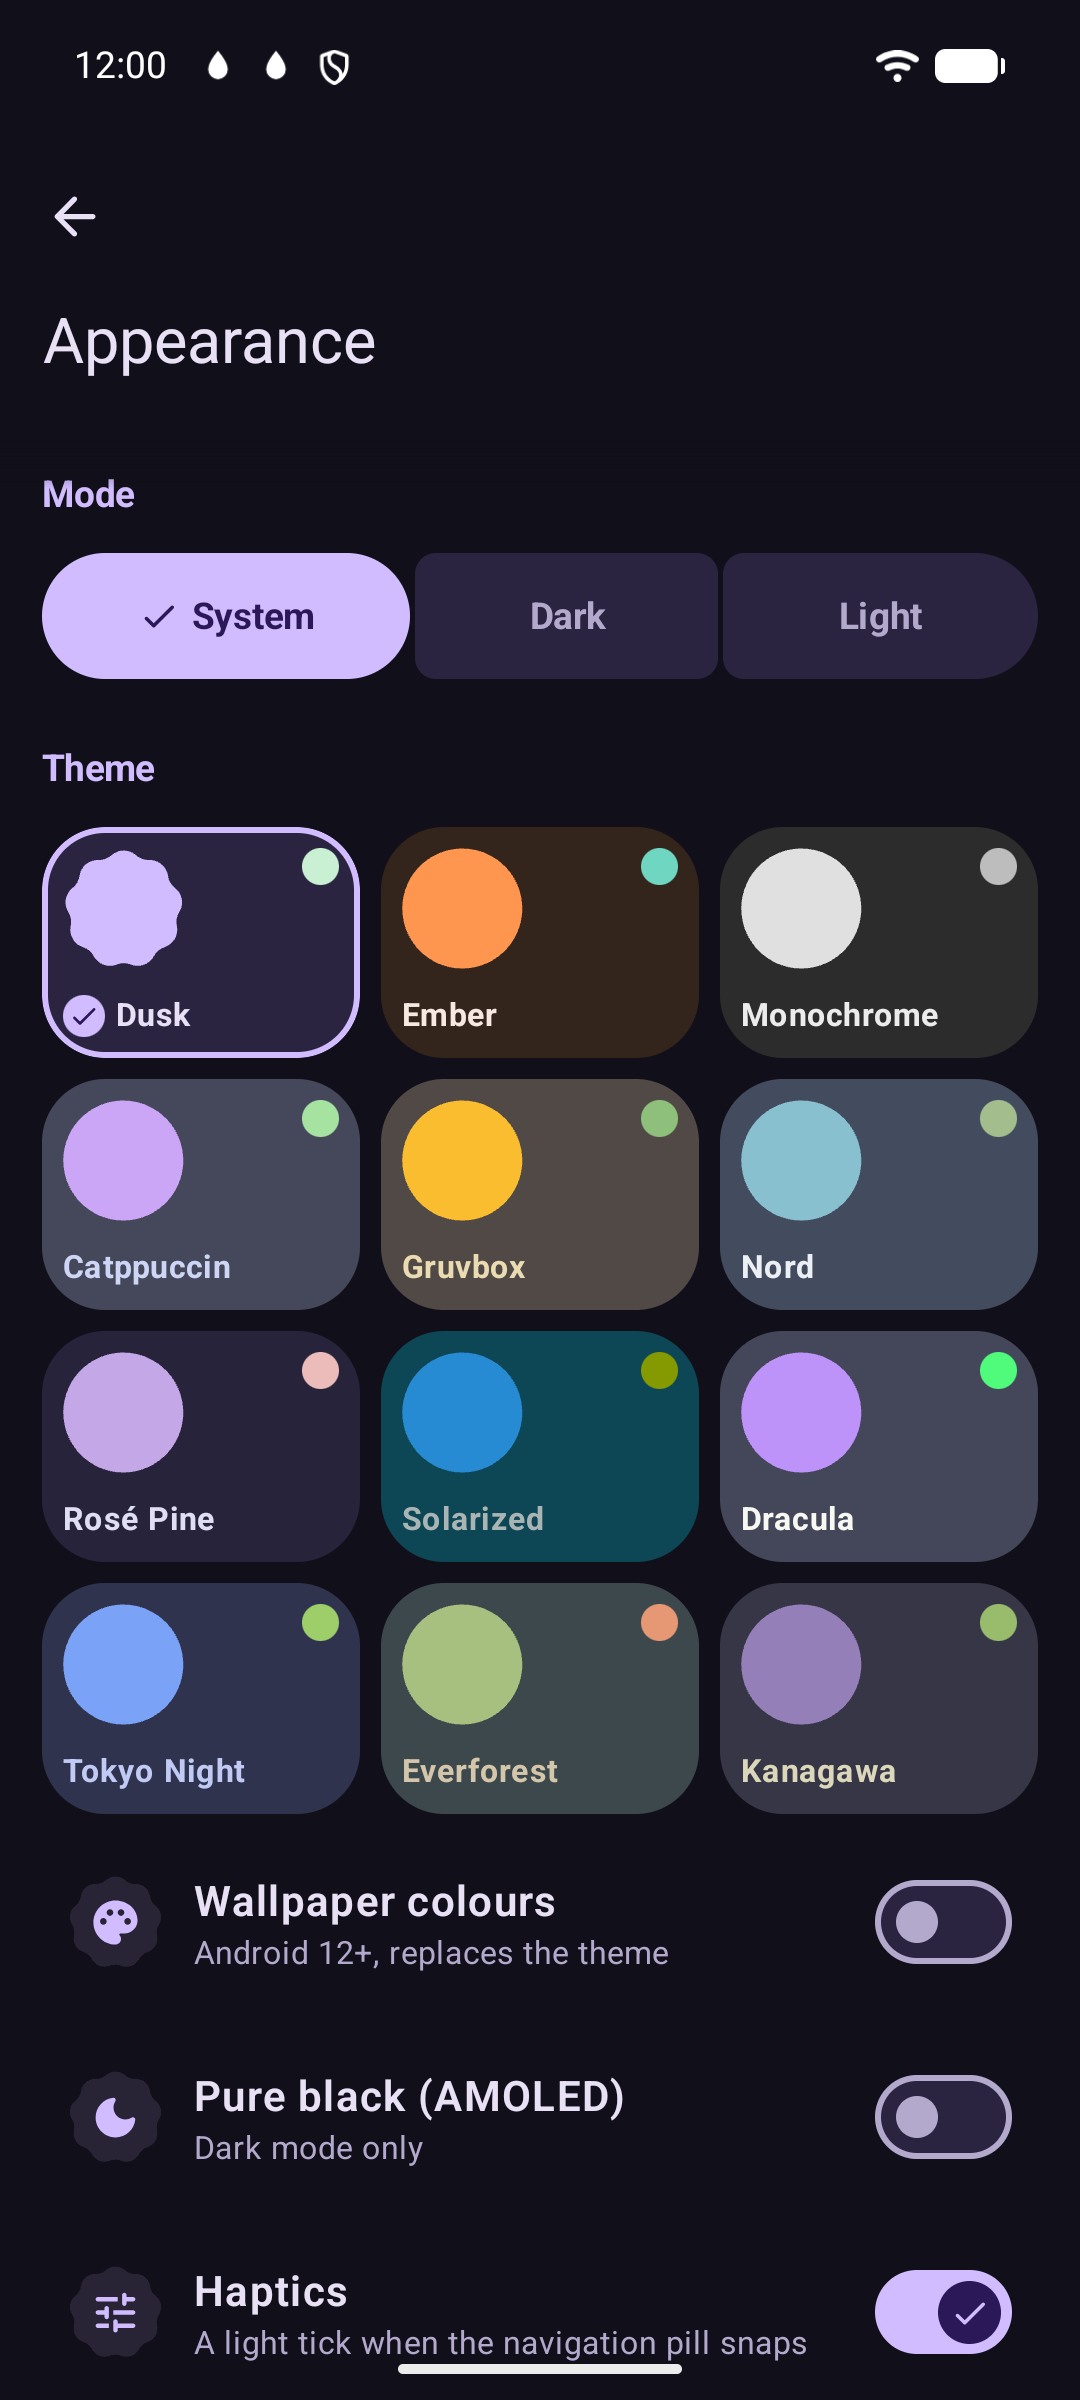 12:00
Appearance
Mode
System
Dark
Light
Theme
Dusk
Ember
Monochrome
Catppuccin
Gruvbox
Nord
Rosé Pine
Solarized
Dracula
Tokyo Night
Everforest
Kanagawa
Wallpaper colours
Android 12+, replaces the theme
Pure black (AMOLED)
Dark mode only
Haptics
A light tick when the navigation pill snaps